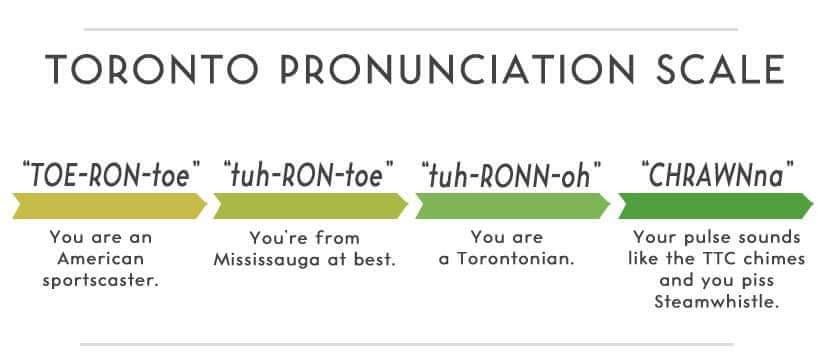 TORONTO PRONUNCIATION SCALE
"TOE-RON-toe"
You are an
American
sportscaster.
"tuh-RON-toe"
You're from
Mississauga at best.
"tuh-RONN-oh"
You are
a Torontonian.
"CHRAWNna"
Your pulse sounds
like the TTC chimes
and you piss
Steamwhistle.